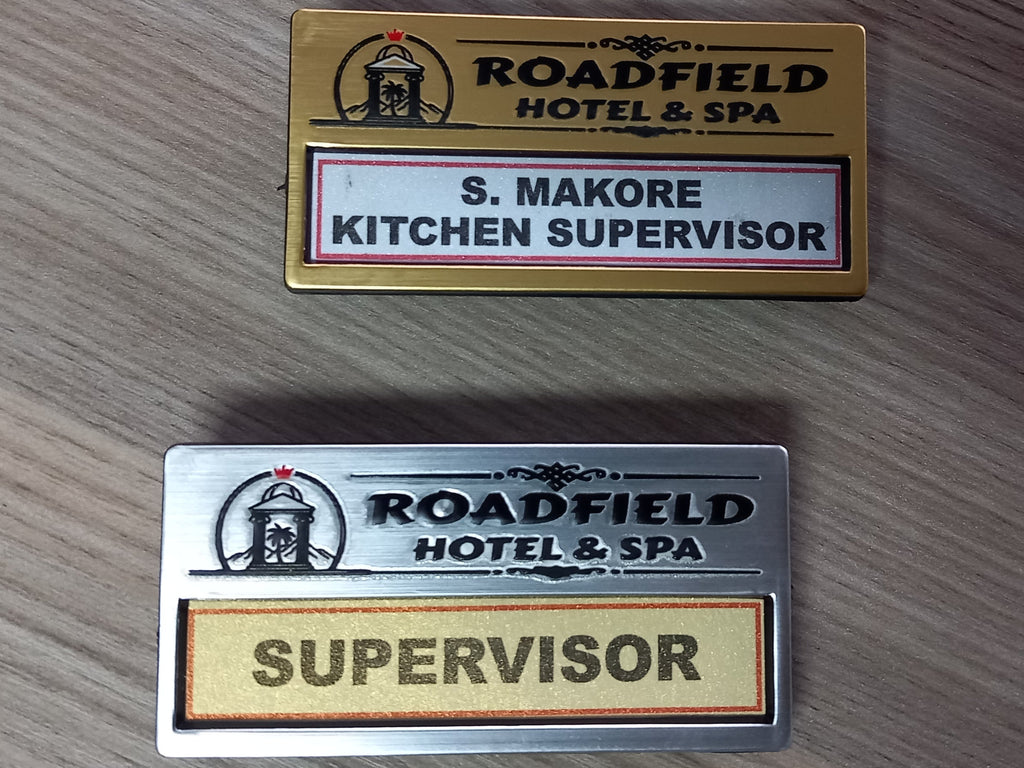 ROADFIELD
HOTEL & SPA
S. MAKORE
KITCHEN SUPERVISOR
ROADFIELD
HOTEL & SPA
SUPERVISOR